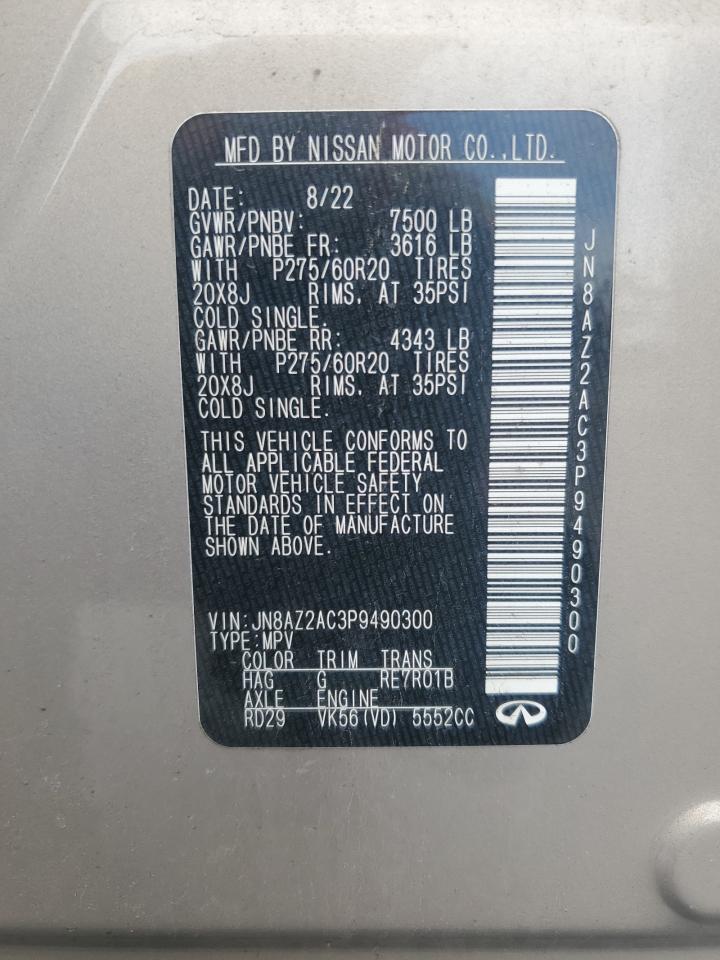 MFD BY NISSAN MOTOR CO.,LTD.
DATE: 8/22
GVWR/PNBV: 7500 LB
GAWR/PNBE FR: 3616 LB
WITH P275/60R20 TIRES
20X8J RIMS, AT 35PSI
COLD SINGLE.
GAWR/PNBE RR: 4343 LB
WITH P275/60R20 TIRES
20X8J RIMS, AT 35PSI
COLD SINGLE.
THIS VEHICLE CONFORMS TO
ALL APPLICABLE FEDERAL
MOTOR VEHICLE SAFETY
STANDARDS IN EFFECT ON
THE DATE OF MANUFACTURE
SHOWN ABOVE.
VIN:JN8AZ2AC3P9490300
TYPE:MPV
COLOR TRIM TRANS
HAG G RE7R01B
AXLE ENGINE
RD29 VK56(VD) 5552CC
JN8AZ2AC3P9490300